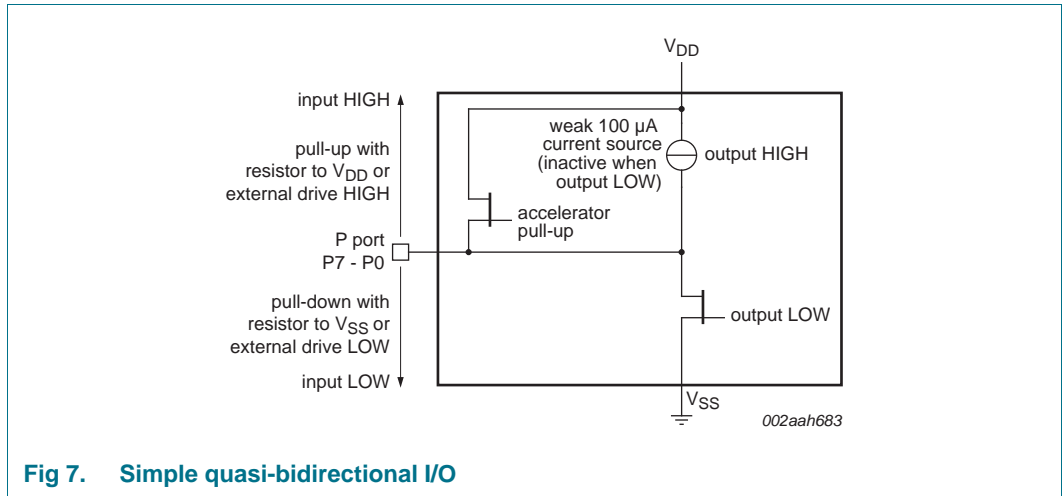 VDD
input HIGH
pull-up with
resistor to VDD or
external drive HIGH
weak 100 µA
current source
(inactive when
output LOW)
output HIGH
accelerator
pull-up
P port
P7 - P0
pull-down with
resistor to VSS or
external drive LOW
input LOW
output LOW
VSS
002aah683
Fig 7. Simple quasi-bidirectional I/O